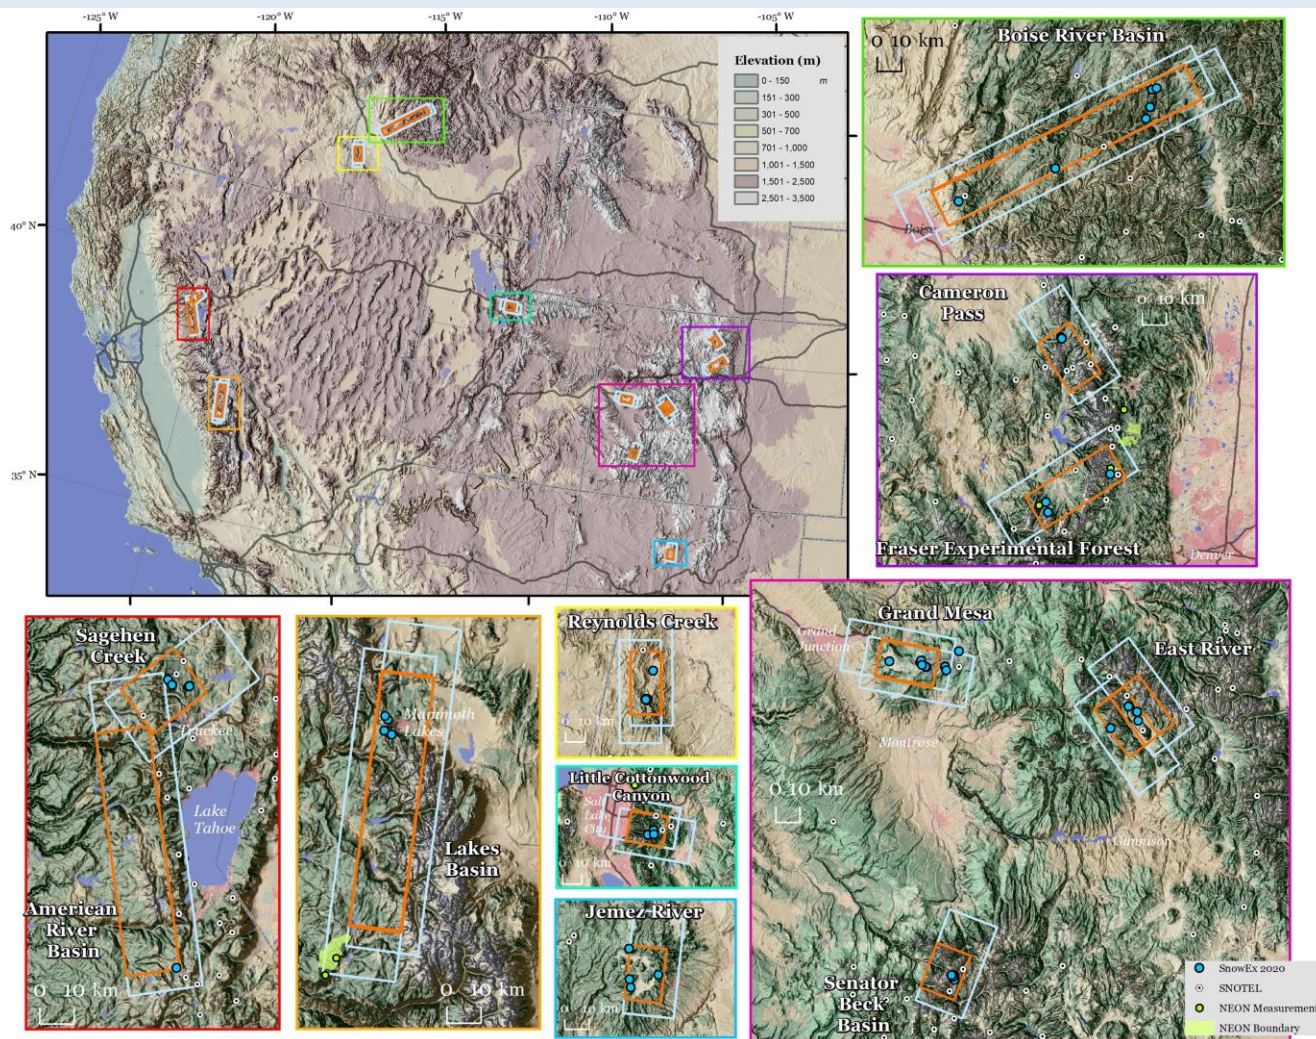 -125° W
-120° W
-115° W
-110° W
-105° W
40° N
35° N
Elevation (m)
0 - 150 m
151 - 300
301 - 500
501 - 700
701 - 1,000
1,001 - 1,500
1,501 - 2,500
2,501 - 3,500
0 10 km
Boise River Basin
Boise
Cameron
Pass
0 10 km
Fraser Experimental Forest
Denver
Sagehen
Creek
Truckee
Lake
Tahoe
American
River
Basin
0 10 km
Mammoth
Lakes
Lakes
Basin
0 10 km
Reynolds Creek
0 10 km
Little Cottonwood
Canyon
Salt
Lake
City
0 10 km
Jemez River
0 10 km
Grand Mesa
Grand
Junction
East River
Montrose
0 10 km
Gunnison
Senator
Beck
Basin
SnowEx 2020
SNOTEL
NEON Measurement
NEON Boundary